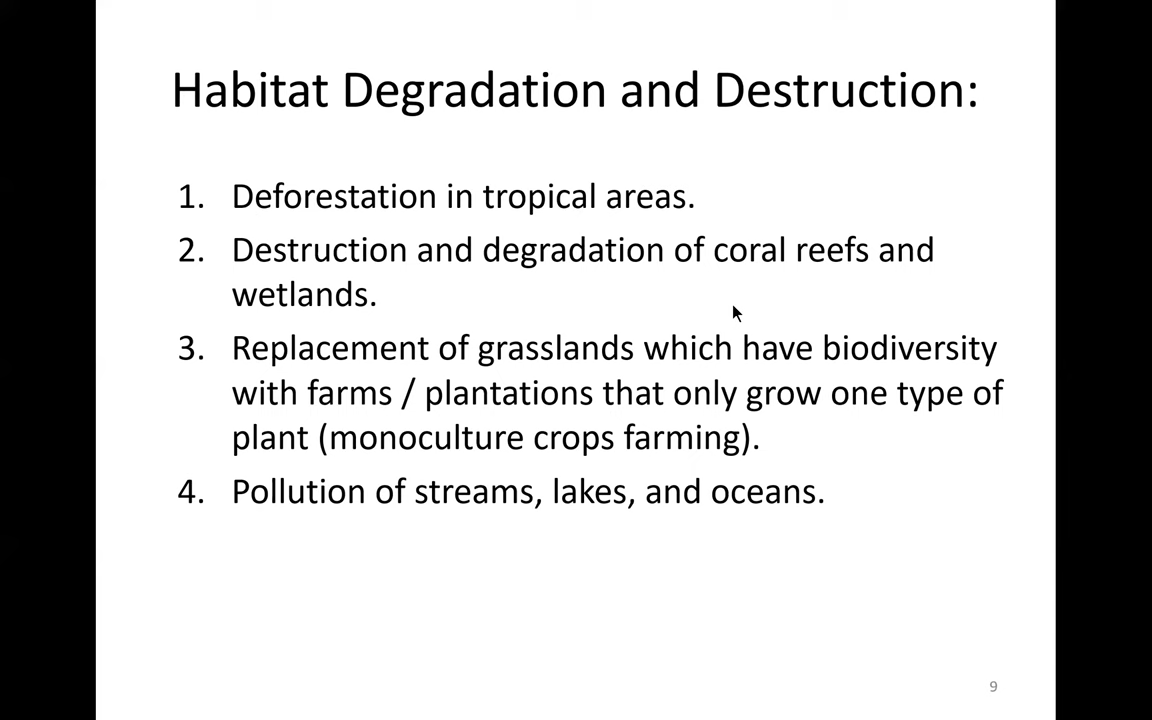 Habitat Degradation and Destruction:
1. Deforestation in tropical areas.
2. Destruction and degradation of coral reefs and
wetlands.
3. Replacement of grasslands which have biodiversity
with farms / plantations that only grow one type of
plant (monoculture crops farming).
4. Pollution of streams, lakes, and oceans.
9